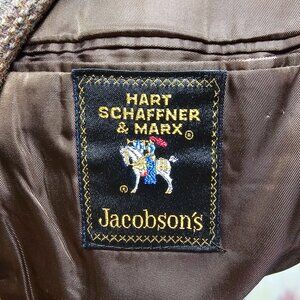 HART
SCHAFFNER
& MARX®
®
Jacobson's